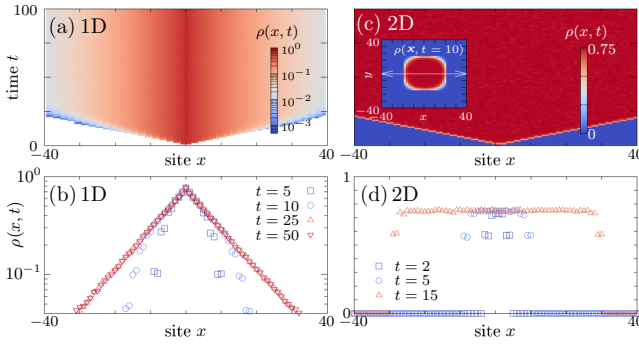 100
(a) 1D
ρ(x, t)
10^0
10^−1
10^−2
10^−3
time t
0
−40
site x
40
(c) 2D
ρ(x, t)
0.75
0
40
ρ(x, t = 10)
y
−40
−40
x
40
−40
site x
40
10^0
(b) 1D
t = 5
t = 10
t = 25
t = 50
ρ(x, t)
10^−1
−40
site x
40
1
(d) 2D
t = 2
t = 5
t = 15
0
−40
site x
40